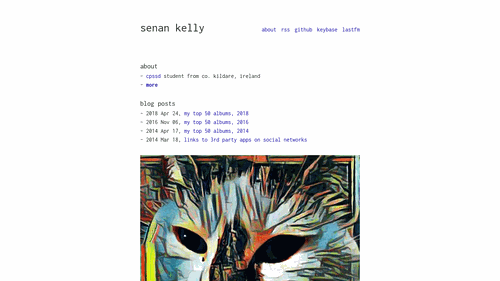 senan kelly
about rss github keybase lastfm
about
- cpssd student from co. kildare, ireland
- more
blog posts
- 2018 Apr 24, my top 50 albums, 2018
- 2016 Nov 06, my top 50 albums, 2016
- 2014 Apr 17, my top 50 albums, 2014
- 2014 Mar 18, links to 3rd party apps on social networks